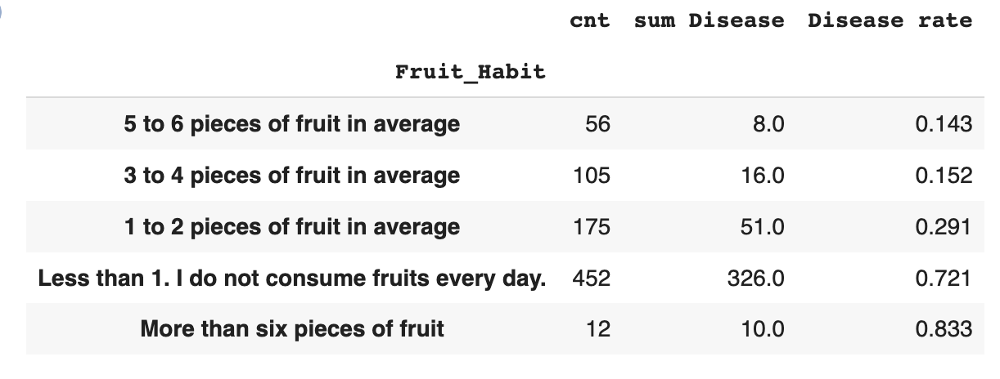 cnt sum Disease Disease rate
Fruit_Habit
5 to 6 pieces of fruit in average 56 8.0 0.143
3 to 4 pieces of fruit in average 105 16.0 0.152
1 to 2 pieces of fruit in average 175 51.0 0.291
Less than 1. I do not consume fruits every day. 452 326.0 0.721
More than six pieces of fruit 12 10.0 0.833